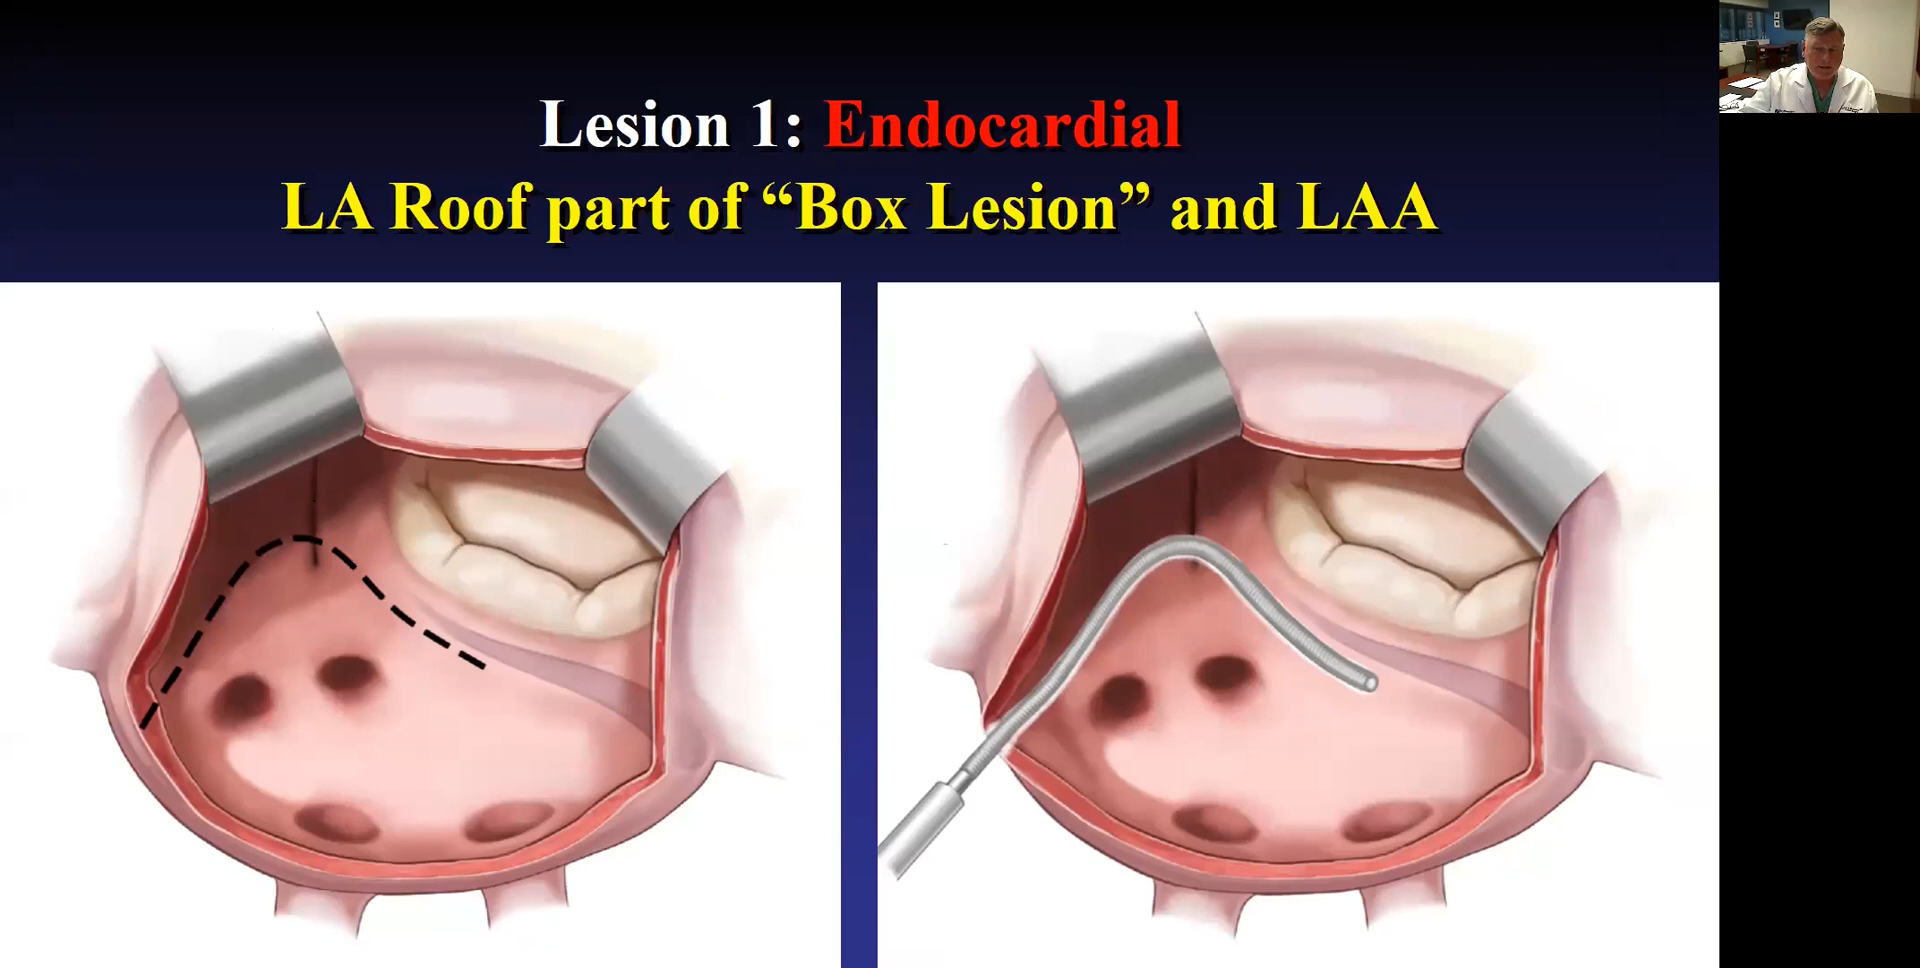 Lesion 1: Endocardial
LA Roof part of “Box Lesion” and LAA